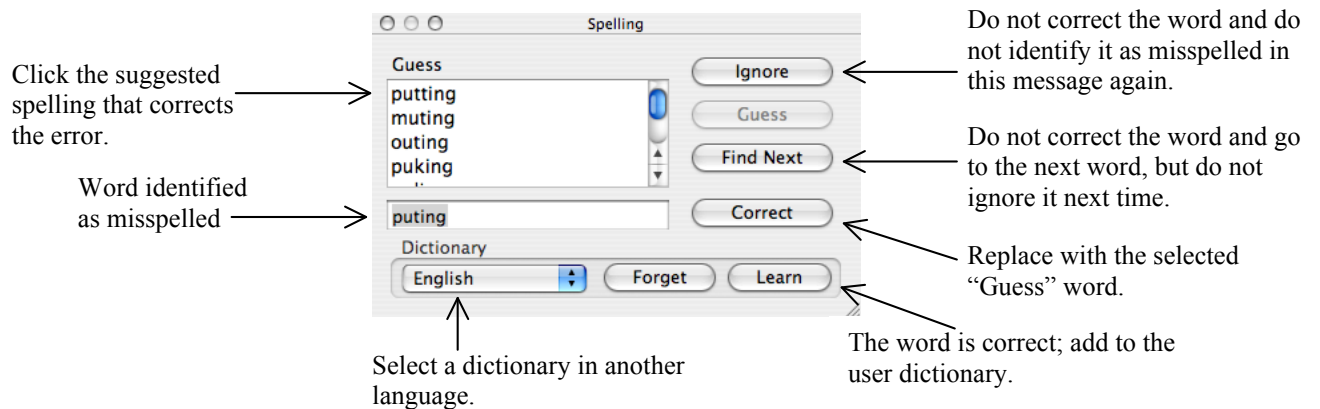 Spelling
Click the suggested
spelling that corrects
the error.
Word identified
as misspelled
Guess
putting
muting
outing
puking
puting
Dictionary
English
Forget
Learn
Ignore
Guess
Find Next
Correct
Do not correct the word and do
not identify it as misspelled in
this message again.
Do not correct the word and go
to the next word, but do not
ignore it next time.
Replace with the selected
“Guess” word.
The word is correct; add to the
user dictionary.
Select a dictionary in another
language.